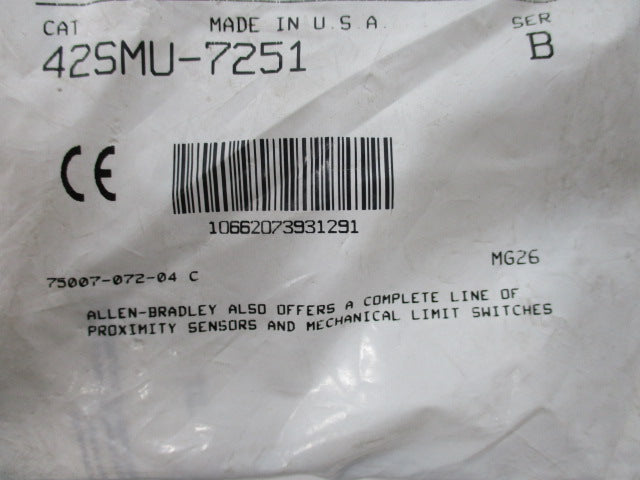 CAT MADE IN U.S.A. SER
42SMU-7251 B
CE
10662073931291
MG26
75007-072-04 C
ALLEN-BRADLEY ALSO OFFERS A COMPLETE LINE OF
PROXIMITY SENSORS AND MECHANICAL LIMIT SWITCHES